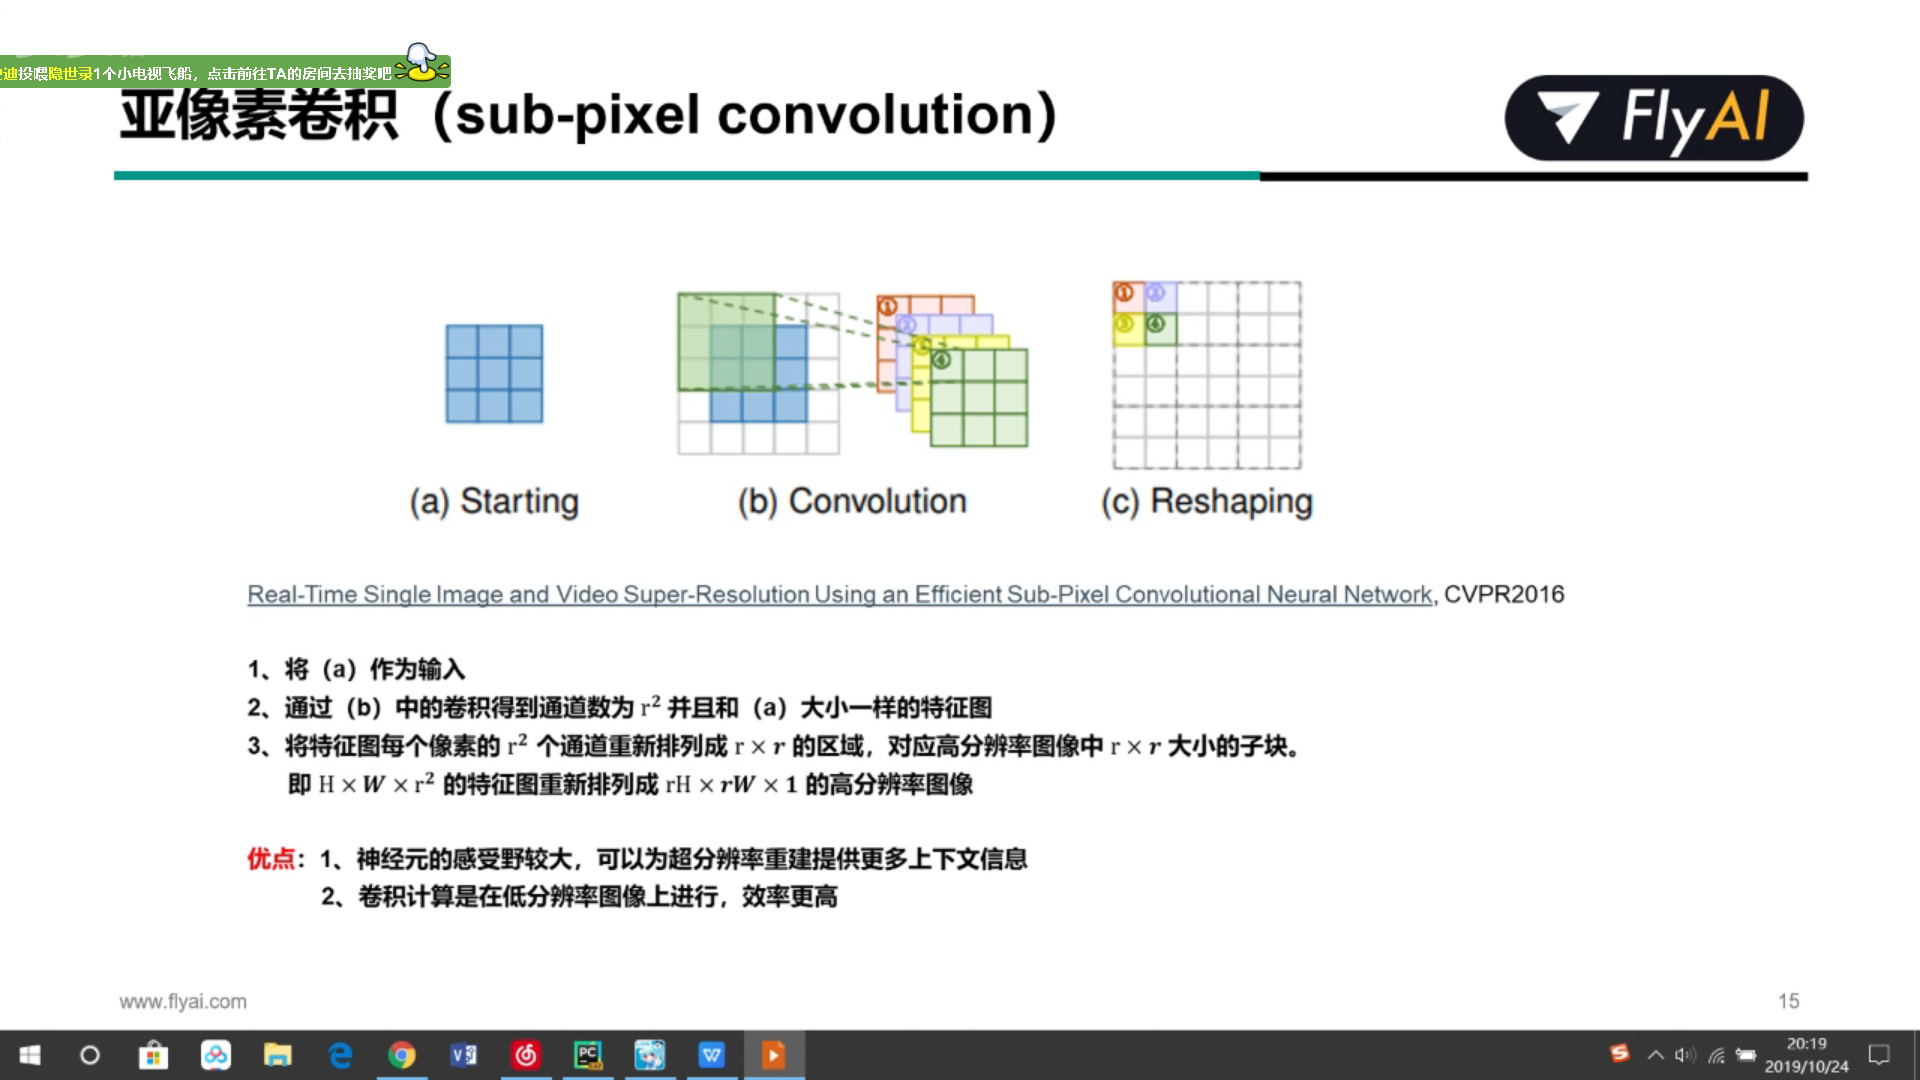 迪投喂隐世录1个小电视飞船，点击前往TA的房间去抽奖吧
亚像素卷积（sub-pixel convolution）
FlyAI
① ② ③ ④
① ②
③ ④
(a) Starting
(b) Convolution
(c) Reshaping
Real-Time Single Image and Video Super-Resolution Using an Efficient Sub-Pixel Convolutional Neural Network, CVPR2016
1、将（a）作为输入
2、通过（b）中的卷积得到通道数为 r² 并且和（a）大小一样的特征图
3、将特征图每个像素的 r² 个通道重新排列成 r × r 的区域，对应高分辨率图像中 r × r 大小的子块。
即 H × W × r² 的特征图重新排列成 rH × rW × 1 的高分辨率图像
优点：1、神经元的感受野较大，可以为超分辨率重建提供更多上下文信息
2、卷积计算是在低分辨率图像上进行，效率更高
www.flyai.com
15
20:19
2019/10/24